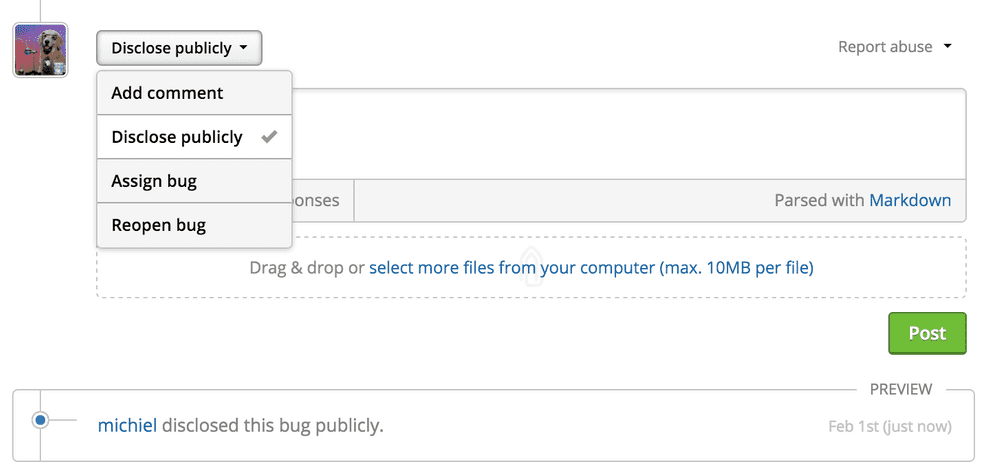 Disclose publicly
Report abuse
Add comment
Disclose publicly
Assign bug
Reopen bug
onses
Parsed with Markdown
Drag & drop or select more files from your computer (max. 10MB per file)
Post
PREVIEW
michiel disclosed this bug publicly.
Feb 1st (just now)